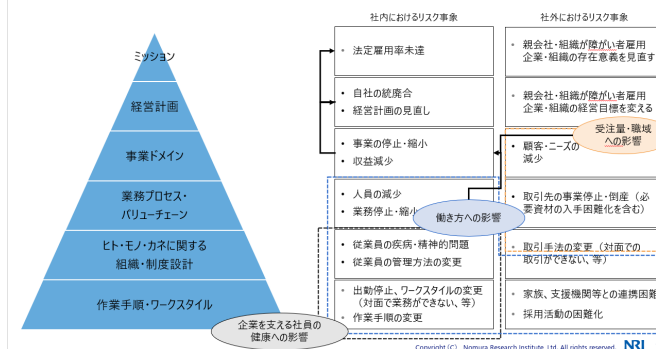 社内におけるリスク事象
社外におけるリスク事象
ミッション
• 法定雇用率未達
• 親会社・組織が障がい者雇用
企業・組織の存在意義を見直す
経営計画
• 自社の統廃合
• 経営計画の見直し
• 親会社・組織が障がい者雇用
企業・組織の経営目標を変える
事業ドメイン
• 事業の停止・縮小
• 収益減少
• 顧客・ニーズの
減少
受注量・職域
への影響
業務プロセス・
バリューチェーン
• 人員の減少
• 業務停止・縮小
働き方への影響
• 取引先の事業停止・倒産（必
要資材の入手困難化を含む）
ヒト・モノ・カネに関する
組織・制度設計
• 従業員の疾病・精神的問題
• 従業員の管理方法の変更
• 取引手法の変更（対面での
取引ができない、等）
作業手順・ワークスタイル
• 出勤停止、ワークスタイルの変更
（対面で業務ができない、等）
• 作業手順の変更
• 家族、支援機関等との連携困難
• 採用活動の困難化
企業を支える社員の
健康への影響
Copyright（C） Nomura Research Institute, Ltd. All rights reserved.
NRI